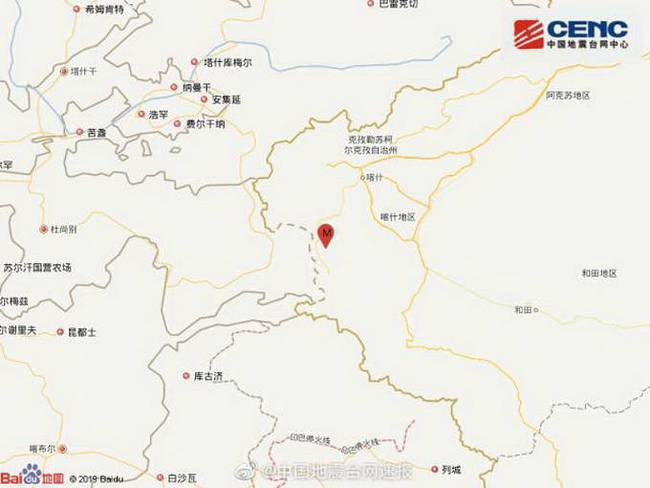 希姆肯特
巴雷克切
CENC
中国地震台网中心
塔什库梅尔
塔什干
纳曼干
安集延
阿克苏地区
浩罕
费尔干纳
苦盏
克孜勒苏柯
尔克孜自治州
尔罕
喀什
喀什地区
杜尚别
M
苏尔汗国营农场
和田地区
尔梅兹
和田
尔谢里夫
昆都士
库古济
印巴停火线
印巴停火线
喀布尔
列城
Bai du 地图
© 2019 Baidu
白沙瓦
@中国地震台网速报